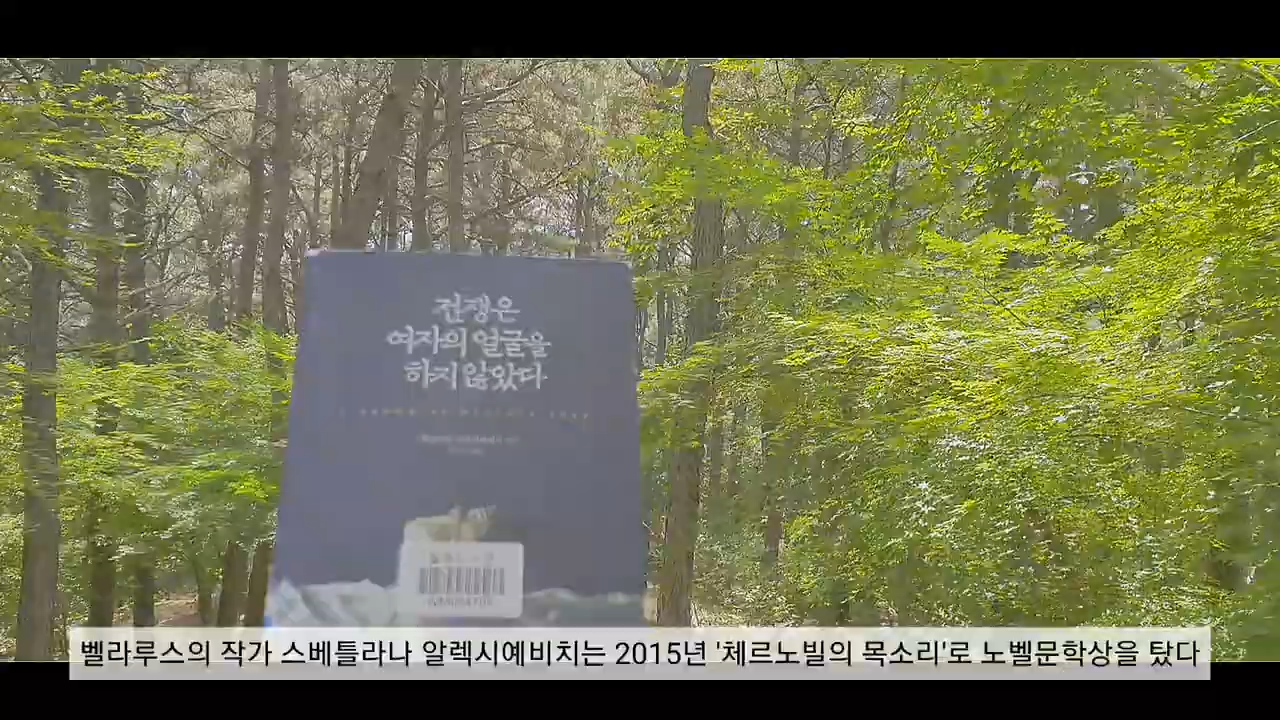 전쟁은
여자의 얼굴을
하지 않았다
벨라루스의 작가 스베틀라나 알렉시예비치는 2015년 '체르노빌의 목소리'로 노벨문학상을 탔다